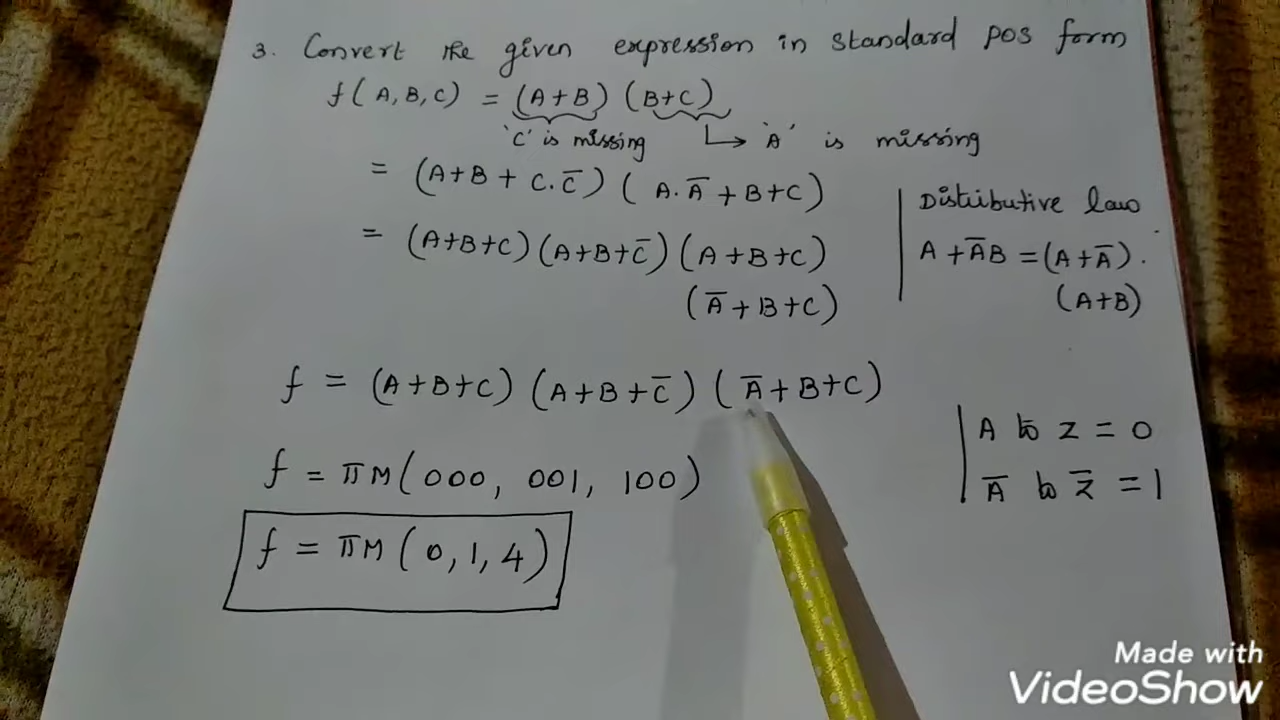 3. Convert the given expression in standard POS form
f(A,B,C) = (A+B) (B+C)
'C' is missing ↳ 'A' is missing
= (A+B + C.C̅) (A.A̅ + B+C)
= (A+B+C) (A+B+C̅) (A+B+C)
(A̅+B+C)
Distributive law
A + A̅B = (A+A̅).
(A+B)
f = (A+B+C) (A+B+C̅) (A̅+B+C)
f = πM(000, 001, 100)
f = πM(0,1,4)
A to Z = 0
A̅ to Z̅ = 1
Made with
VideoShow